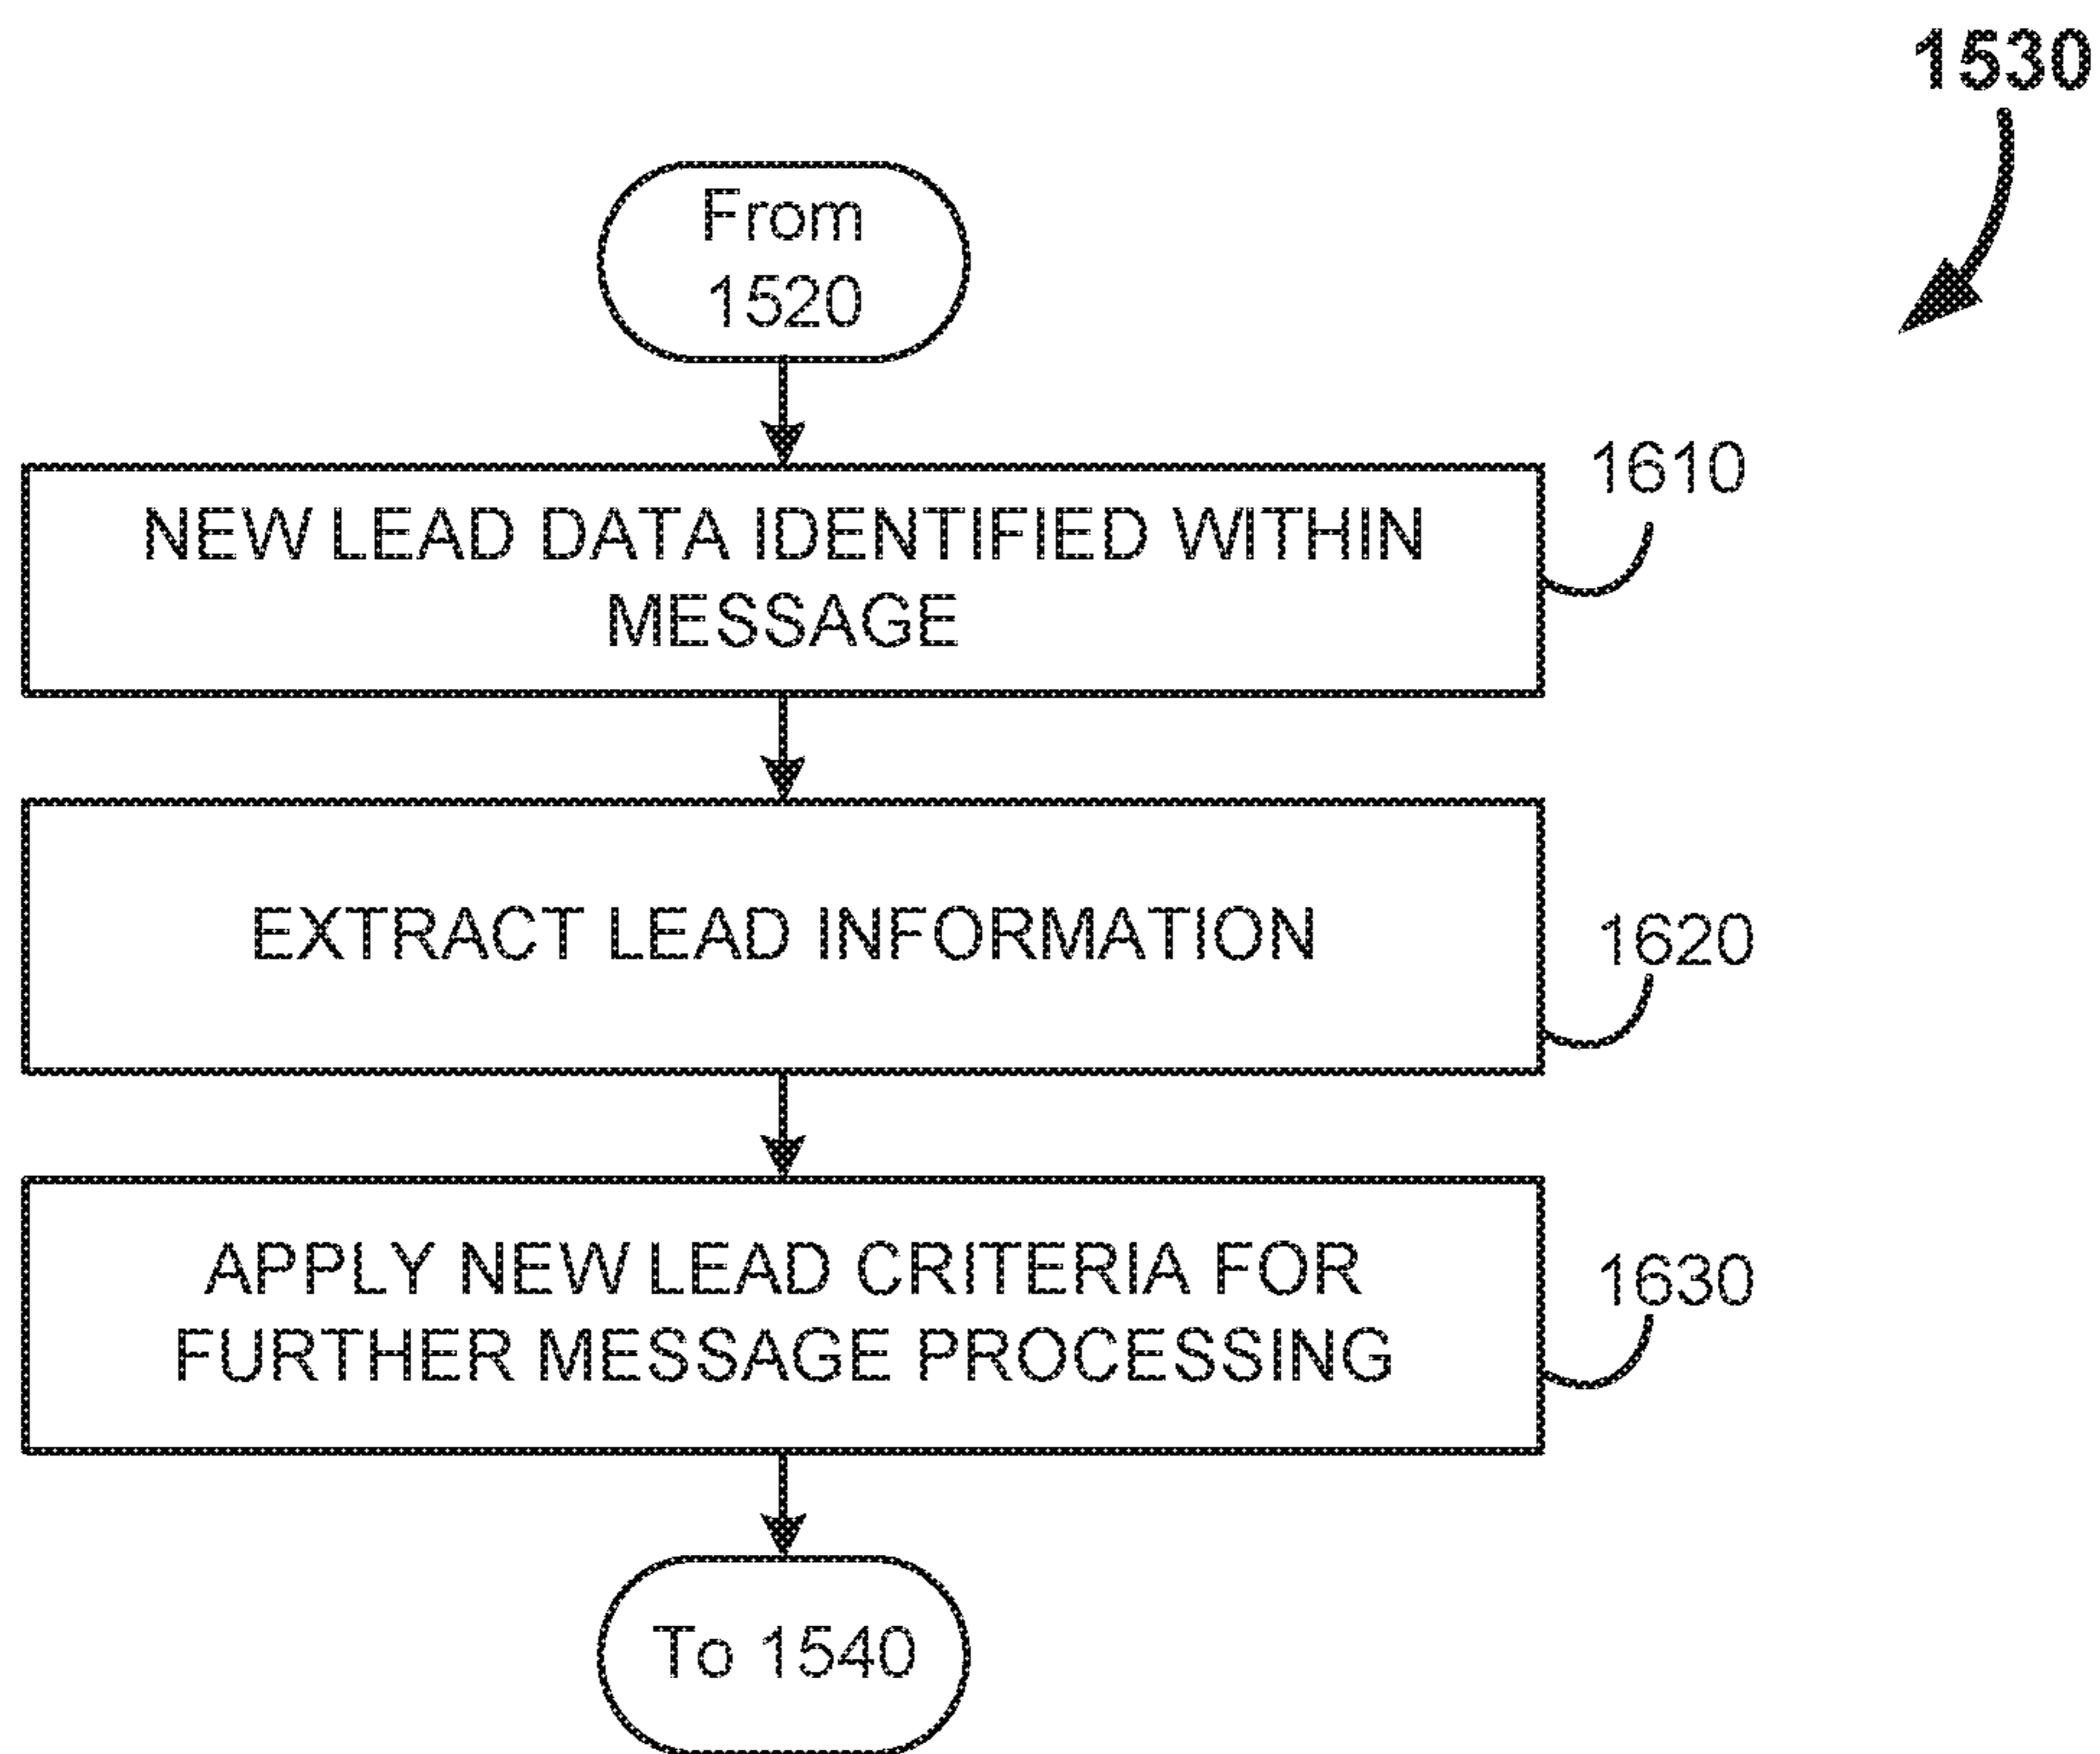 1530
From
1520
1610
NEW LEAD DATA IDENTIFIED WITHIN
MESSAGE
EXTRACT LEAD INFORMATION
1620
APPLY NEW LEAD CRITERIA FOR
1630
FURTHER MESSAGE PROCESSING
To 1540